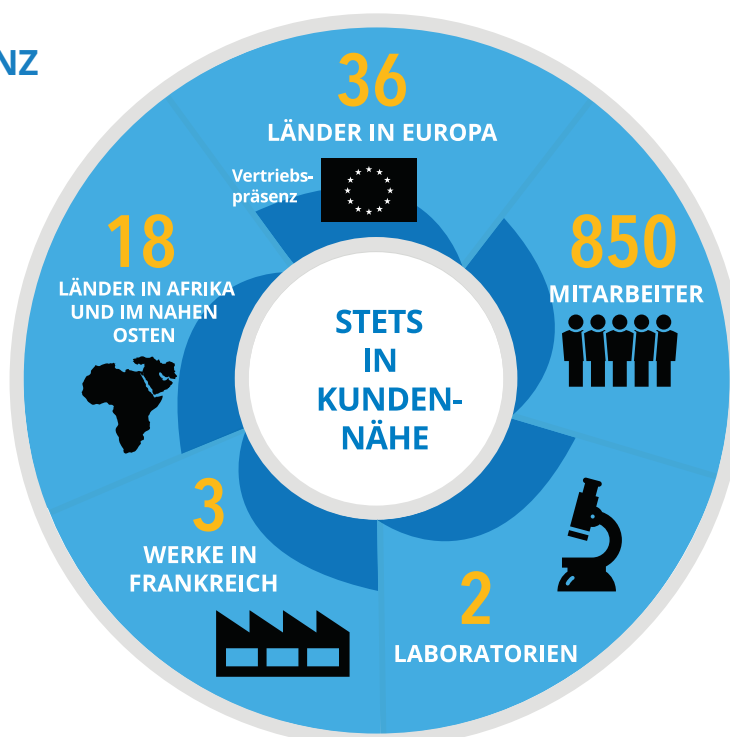 NZ
36
LÄNDER IN EUROPA
Vertriebs-
präsenz
850
MITARBEITER
18
LÄNDER IN AFRIKA
UND IM NAHEN
OSTEN
STETS
IN
KUNDEN-
NÄHE
3
WERKE IN
FRANKREICH
2
LABORATORIEN